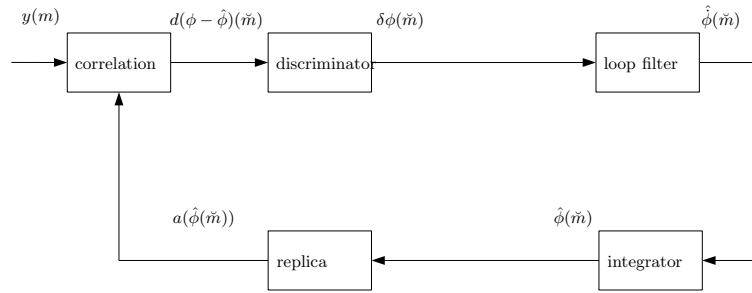 y(m)
d(ϕ − ϕ̂)(m̆)
δϕ(m̆)
ϕ̂̇(m̆)
correlation
discriminator
loop filter
a(ϕ̂(m̆))
ϕ̂(m̆)
replica
integrator